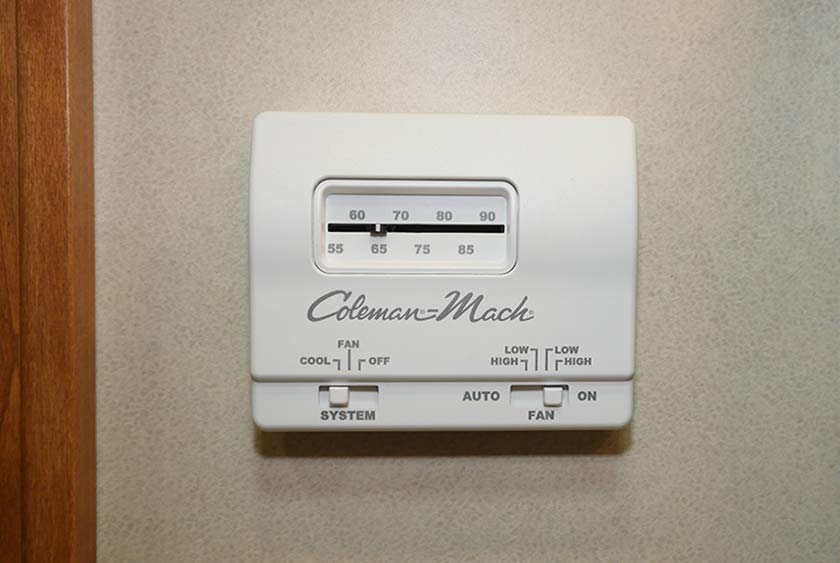 60 70 80 90
55 65 75 85
Coleman®-Mach®
FAN
COOL OFF
LOW LOW
HIGH HIGH
AUTO ON
SYSTEM FAN